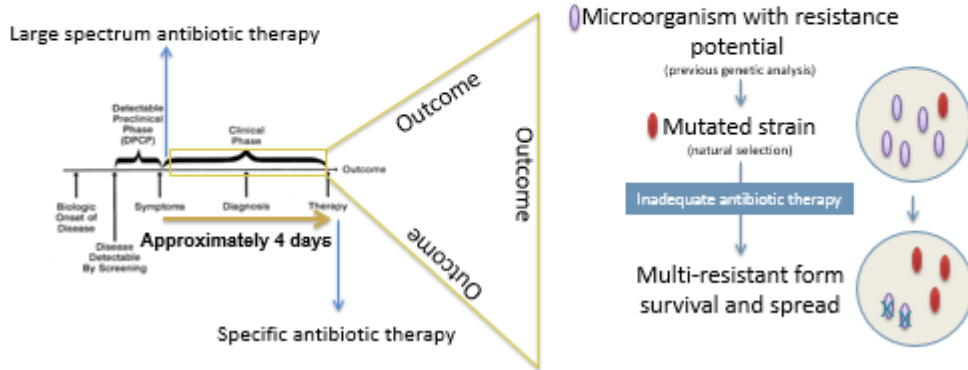 Large spectrum antibiotic therapy
Detectable
Preclinical
Phase
(DPCP)
Clinical
Phase
Outcome
Biologic
Onset of
Disease
Symptoms
Diagnosis
Therapy
Disease
Detectable
By Screening
Approximately 4 days
Specific antibiotic therapy
Outcome
Outcome
Outcome
Microorganism with resistance
potential
(previous genetic analysis)
Mutated strain
(natural selection)
Inadequate antibiotic therapy
Multi-resistant form
survival and spread